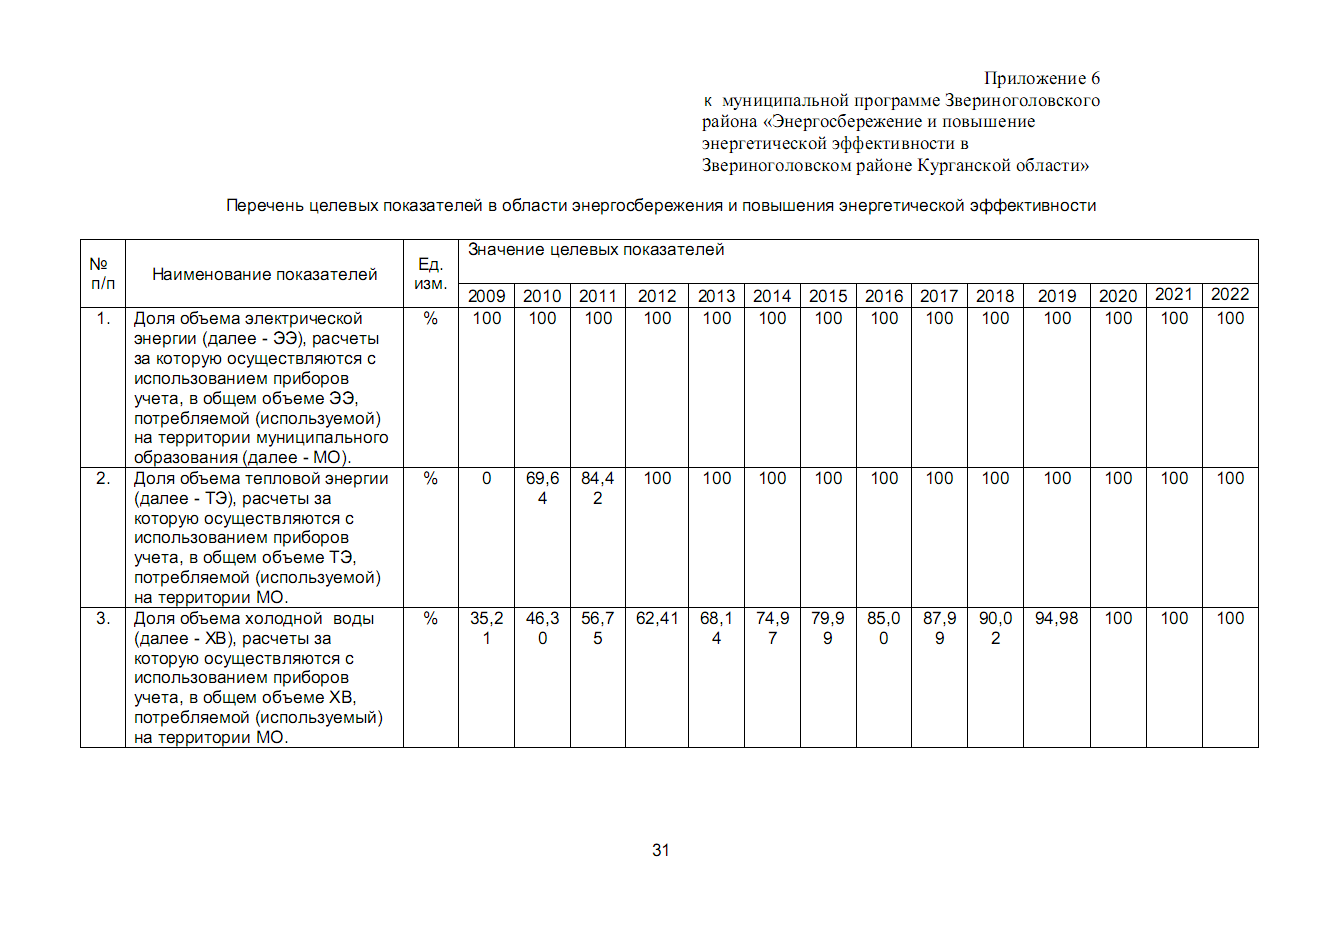 Приложение 6
к муниципальной программе Звериноголовского
района «Энергосбережение и повышение
энергетической эффективности в
Звериноголовском районе Курганской области»
Перечень целевых показателей в области энергосбережения и повышения энергетической эффективности
№ п/п Наименование показателей Ед. изм. Значение целевых показателей
2009 2010 2011 2012 2013 2014 2015 2016 2017 2018 2019 2020 2021 2022
1. Доля объема электрической % 100 100 100 100 100 100 100 100 100 100 100 100 100 100
энергии (далее - ЭЭ), расчеты
за которую осуществляются с
использованием приборов
учета, в общем объеме ЭЭ,
потребляемой (используемой)
на территории муниципального
образования (далее - МО).
2. Доля объема тепловой энергии % 0 69,6 84,4 100 100 100 100 100 100 100 100 100 100 100
(далее - ТЭ), расчеты за 4 2
которую осуществляются с
использованием приборов
учета, в общем объеме ТЭ,
потребляемой (используемой)
на территории МО.
3. Доля объема холодной воды % 35,2 46,3 56,7 62,41 68,1 74,9 79,9 85,0 87,9 90,0 94,98 100 100 100
(далее - ХВ), расчеты за 1 0 5 4 7 9 0 9 2
которую осуществляются с
использованием приборов
учета, в общем объеме ХВ,
потребляемой (используемый)
на территории МО.
31